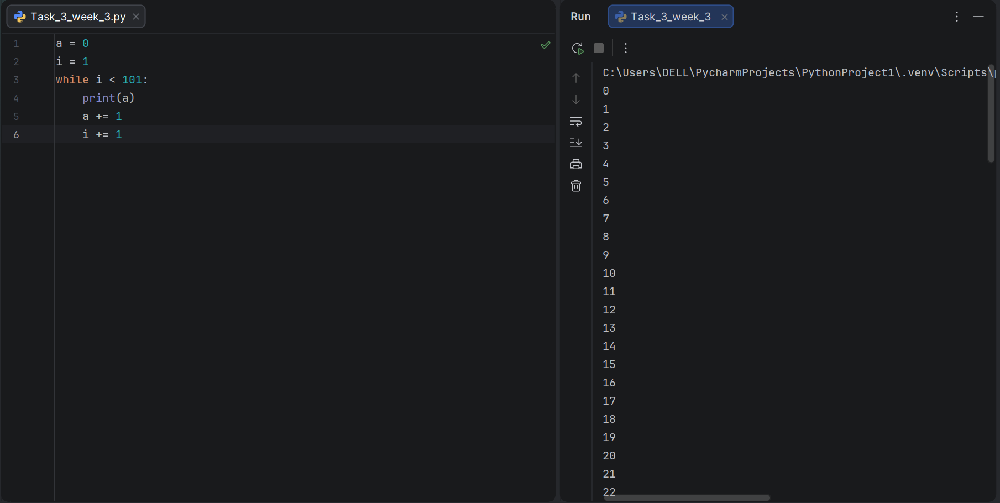 Task_3_week_3.py
1 a = 0
2 i = 1
3 while i < 101:
4     print(a)
5     a += 1
6     i += 1
Run Task_3_week_3
C:\Users\DELL\PycharmProjects\PythonProject1\.venv\Scripts\
0
1
2
3
4
5
6
7
8
9
10
11
12
13
14
15
16
17
18
19
20
21
22